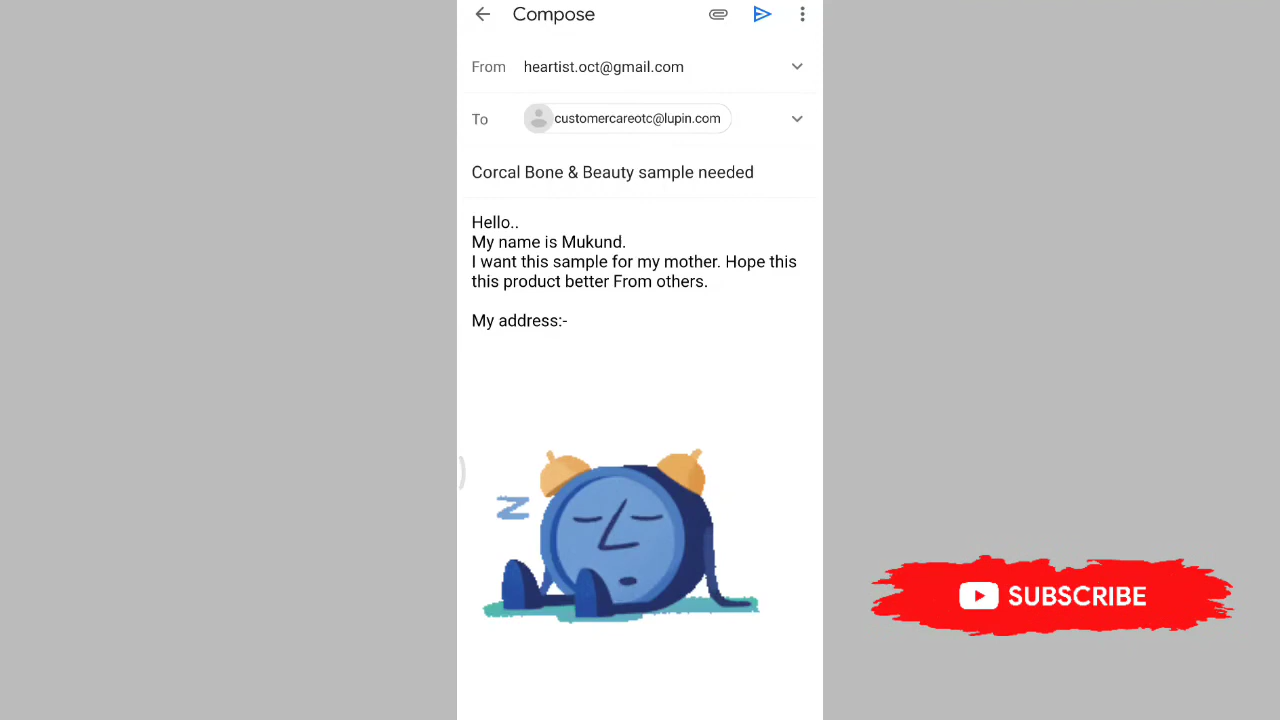 Compose
From heartist.oct@gmail.com
To customercareotc@lupin.com
Corcal Bone & Beauty sample needed
Hello..
My name is Mukund.
I want this sample for my mother. Hope this
this product better From others.
My address:-
Z
SUBSCRIBE